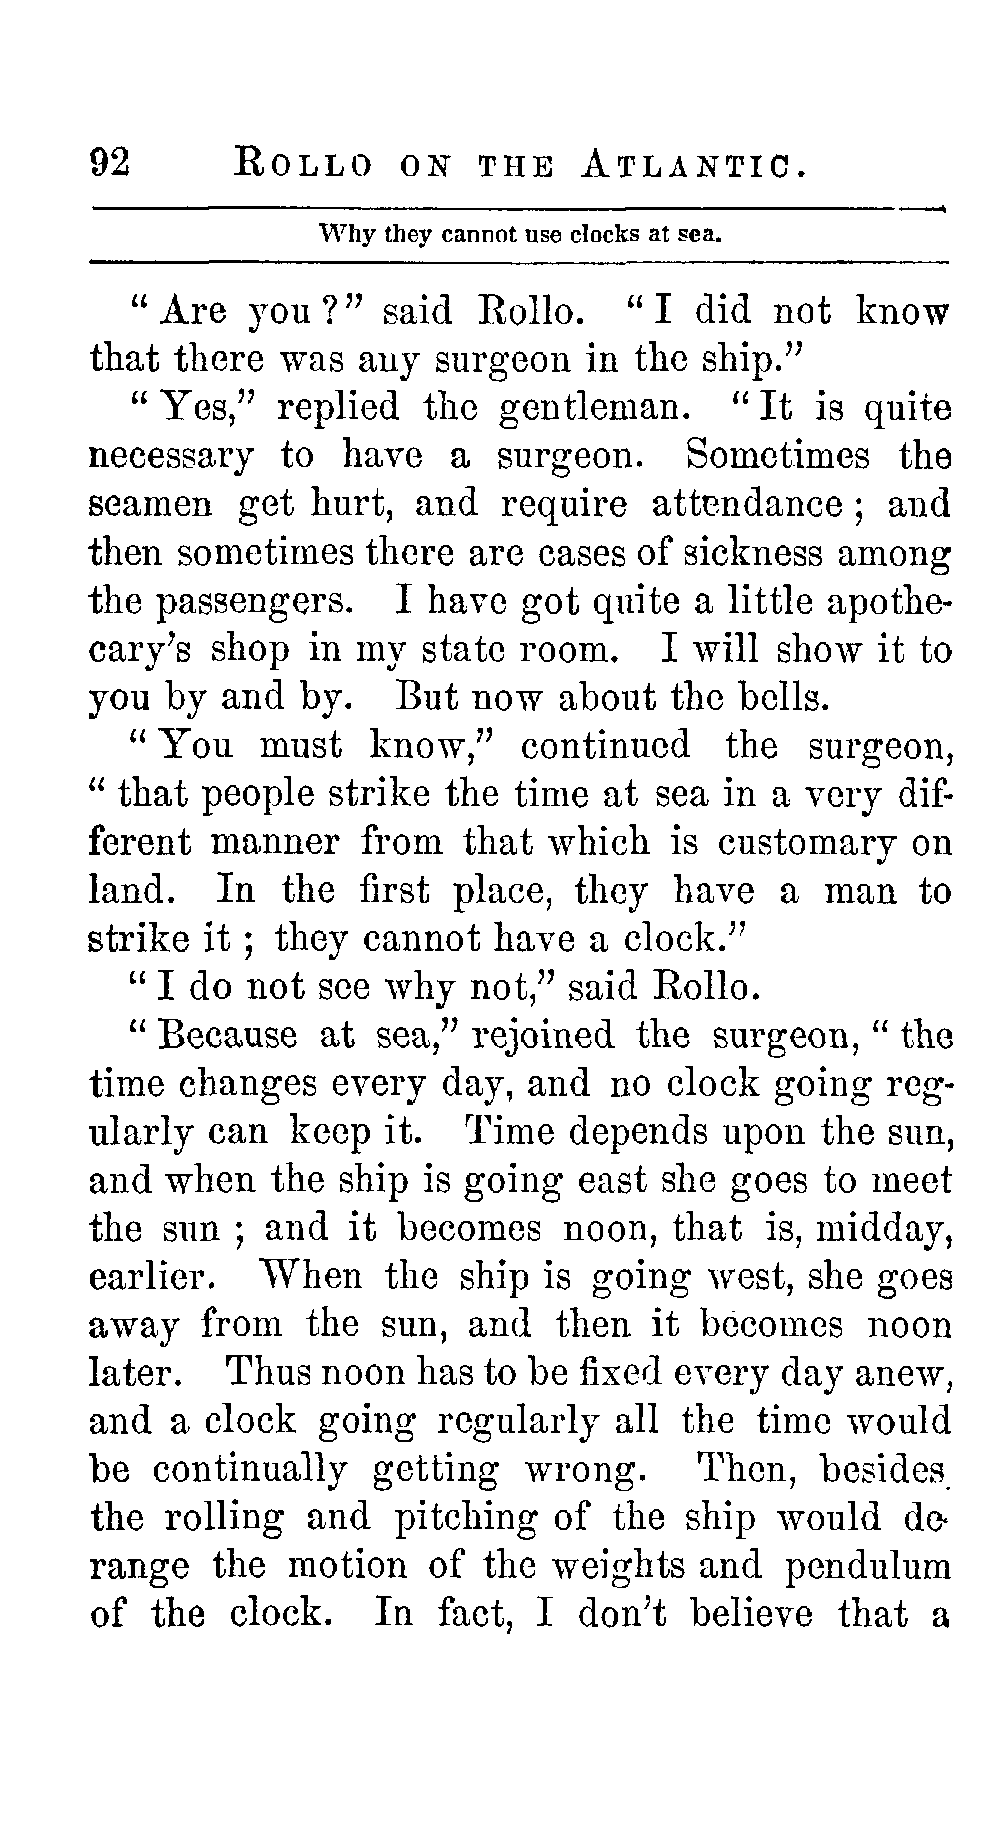 92 ROLLO ON THE ATLANTIC.
Why they cannot use clocks at sea.
“Are you?” said Rollo. “I did not know
that there was any surgeon in the ship.”
“Yes,” replied the gentleman. “It is quite
necessary to have a surgeon. Sometimes the
seamen get hurt, and require attendance; and
then sometimes there are cases of sickness among
the passengers. I have got quite a little apothe-
cary’s shop in my state room. I will show it to
you by and by. But now about the bells.
“You must know,” continued the surgeon,
“that people strike the time at sea in a very dif-
ferent manner from that which is customary on
land. In the first place, they have a man to
strike it; they cannot have a clock.”
“I do not see why not,” said Rollo.
“Because at sea,” rejoined the surgeon, “the
time changes every day, and no clock going reg-
ularly can keep it. Time depends upon the sun,
and when the ship is going east she goes to meet
the sun; and it becomes noon, that is, midday,
earlier. When the ship is going west, she goes
away from the sun, and then it becomes noon
later. Thus noon has to be fixed every day anew,
and a clock going regularly all the time would
be continually getting wrong. Then, besides.
the rolling and pitching of the ship would de-
range the motion of the weights and pendulum
of the clock. In fact, I don’t believe that a